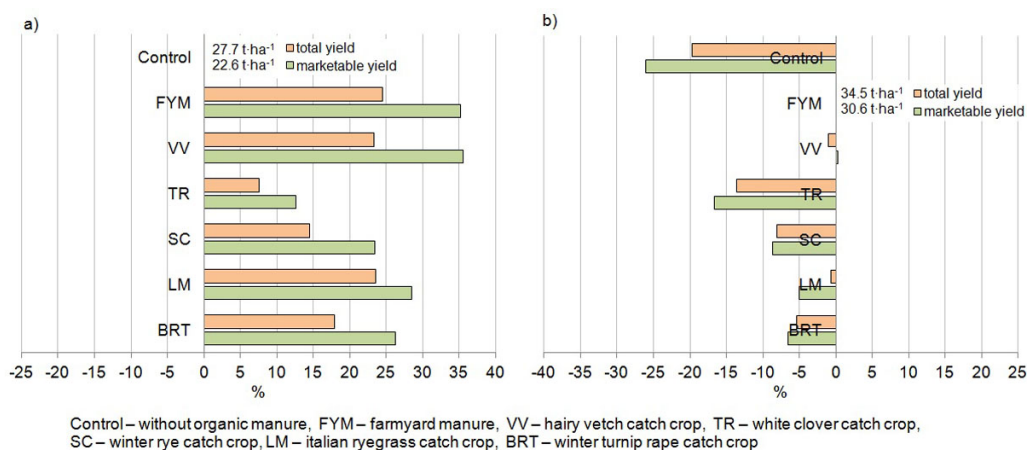 a)
Control
27.7 t·ha-1 total yield
22.6 t·ha-1 marketable yield
FYM
VV
TR
SC
LM
BRT
-25 -20 -15 -10 -5 0 5 10 15 20 25 30 35 40
%
b)
Control
FYM
34.5 t·ha-1 total yield
30.6 t·ha-1 marketable yield
VV
TR
SC
LM
BRT
-40 -35 -30 -25 -20 -15 -10 -5 0 5 10 15 20 25
%
Control – without organic manure, FYM – farmyard manure, VV – hairy vetch catch crop, TR – white clover catch crop,
SC – winter rye catch crop, LM – italian ryegrass catch crop, BRT – winter turnip rape catch crop